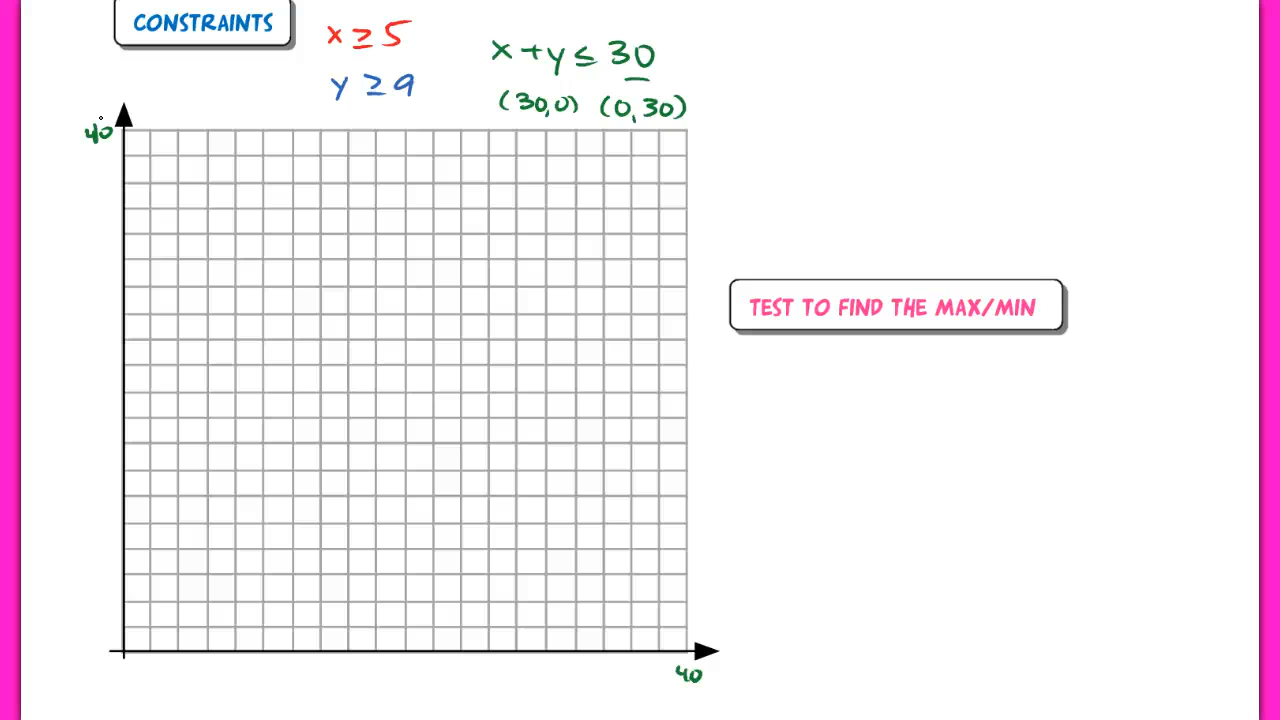 CONSTRAINTS
x ≥ 5
y ≥ 9
x + y ≤ 30
(30,0) (0,30)
40
TEST TO FIND THE MAX/MIN
40